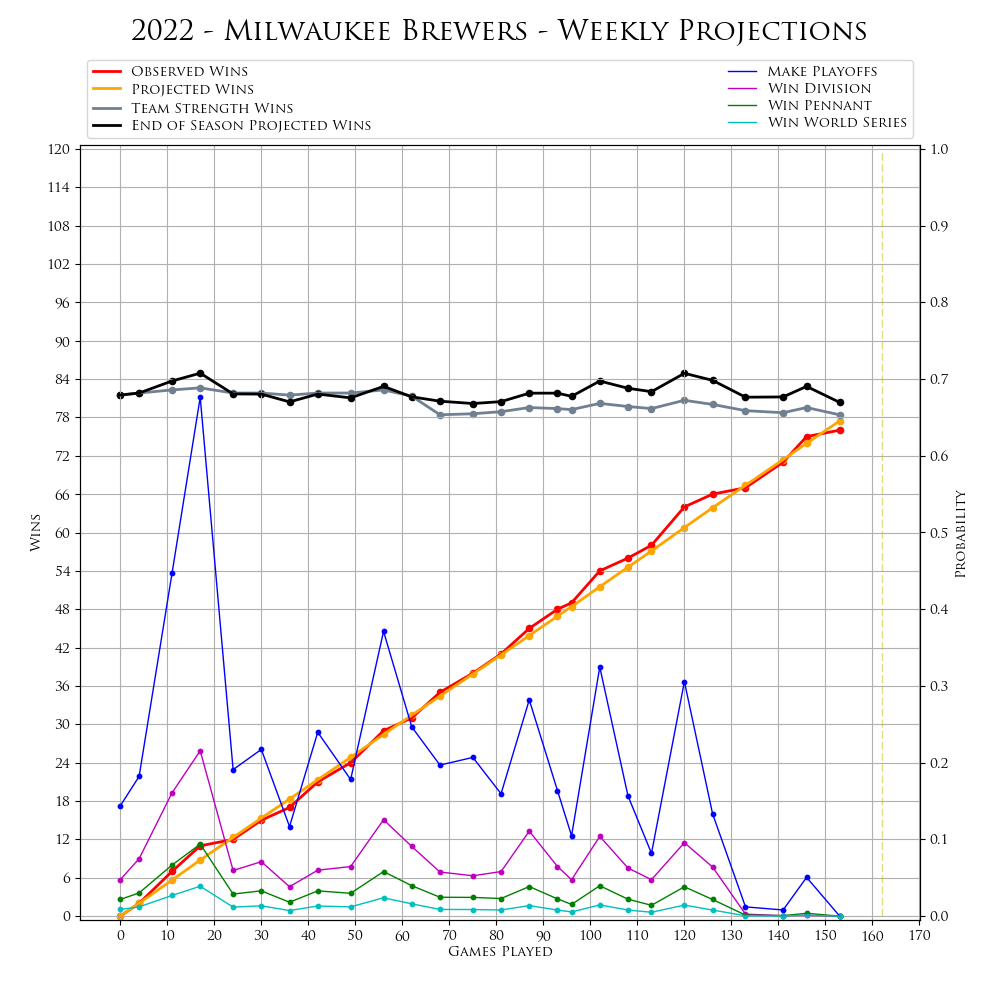 2022 - Milwaukee Brewers - Weekly Projections
Observed Wins
Projected Wins
Team Strength Wins
End of Season Projected Wins
Make Playoffs
Win Division
Win Pennant
Win World Series
120
114
108
102
96
90
84
78
72
66
60
54
48
42
36
30
24
18
12
6
0
Wins
1.0
0.9
0.8
0.7
0.6
0.5
0.4
0.3
0.2
0.1
0.0
Probability
0 10 20 30 40 50 60 70 80 90 100 110 120 130 140 150 160 170
Games Played